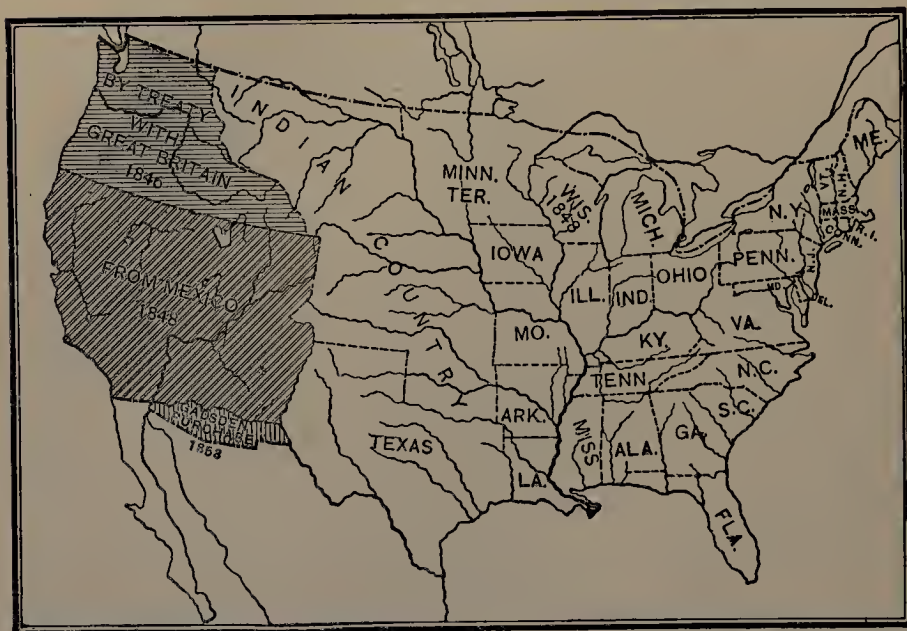 BY TREATY
WITH
GREAT BRITAIN
1846
FROM MEXICO
1848
GADSDEN
PURCHASE
1853
INDIAN
COUNTRY
MINN.
TER.
WIS.
1848
MICH.
IOWA
ILL.
IND.
OHIO
PENN.
N.Y.
VT.
N.H.
ME.
MASS.
R.I.
CONN.
N.J.
MD.
DEL.
VA.
MO.
KY.
TENN.
N.C.
S.C.
ARK.
TEXAS
LA.
MISS
ALA.
GA.
FLA.